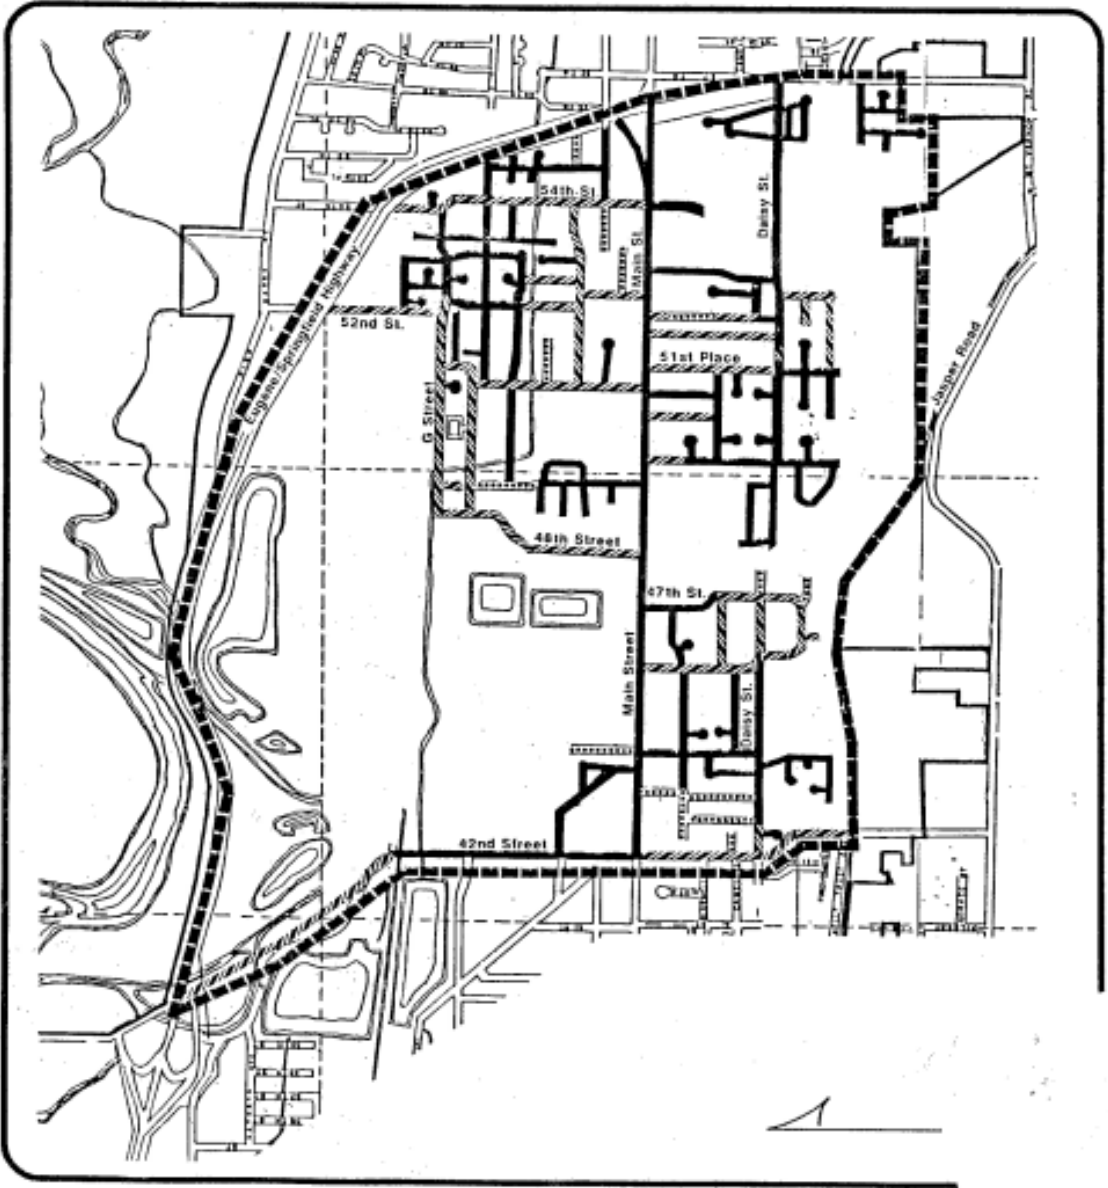 54th St.
Daisy St.
Main St.
Eugene/Springfield Highway
52nd St.
51st Place
Jasper Road
G Street
48th Street
47th St.
Main Street
Daisy St.
42nd Street